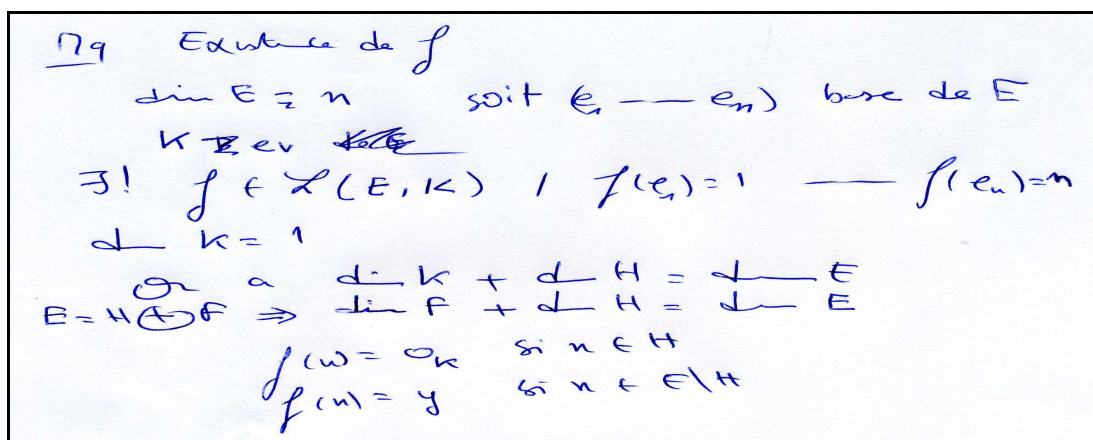 Mq Existence de f
dim E = n soit (e₁ — eₙ) base de E
K ev
∃! f ∈ ℒ(E, K) / f(e₁) = 1 — f(eₙ) = n
dim K = 1
On a dim K + dim H = dim E
E = H ⊕ F ⇒ dim F + dim H = dim E
f(x) = 0_K si x ∈ H
f(x) = y si x ∈ E\H